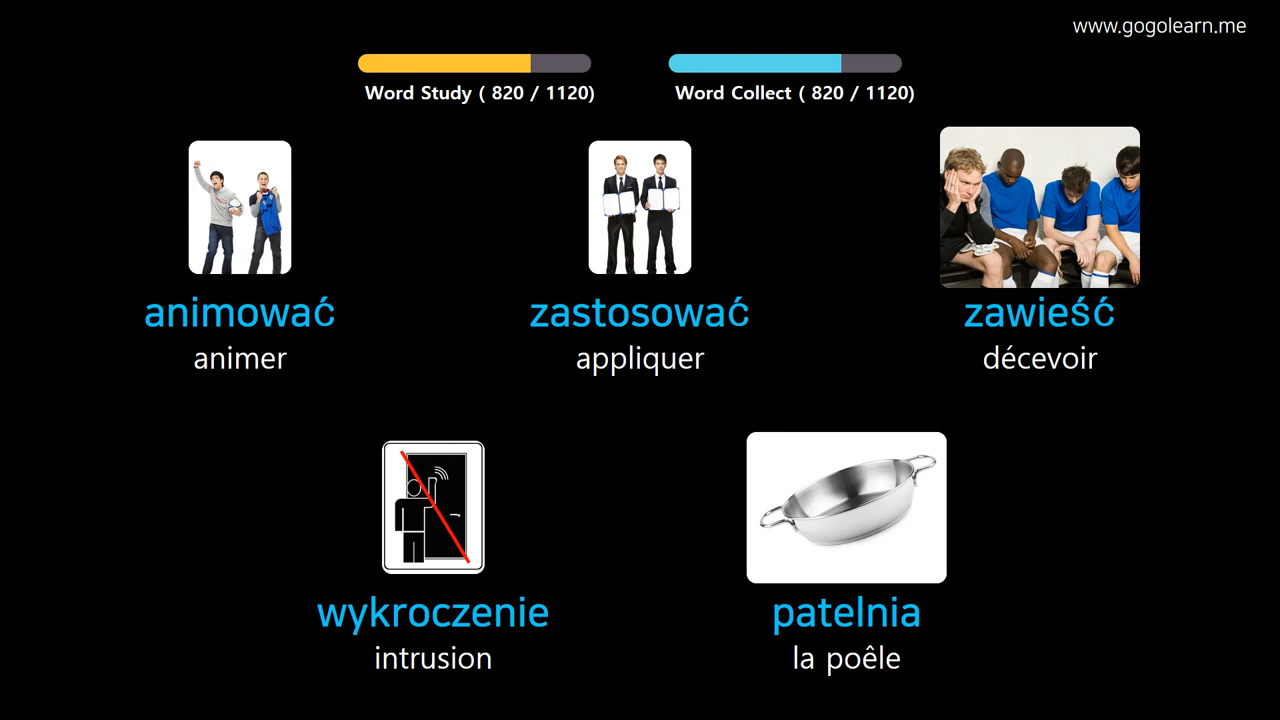 www.gogolearn.me
Word Study ( 820 / 1120)
Word Collect ( 820 / 1120)
animować
animer
zastosować
appliquer
zawieść
décevoir
wykroczenie
intrusion
patelnia
la poêle